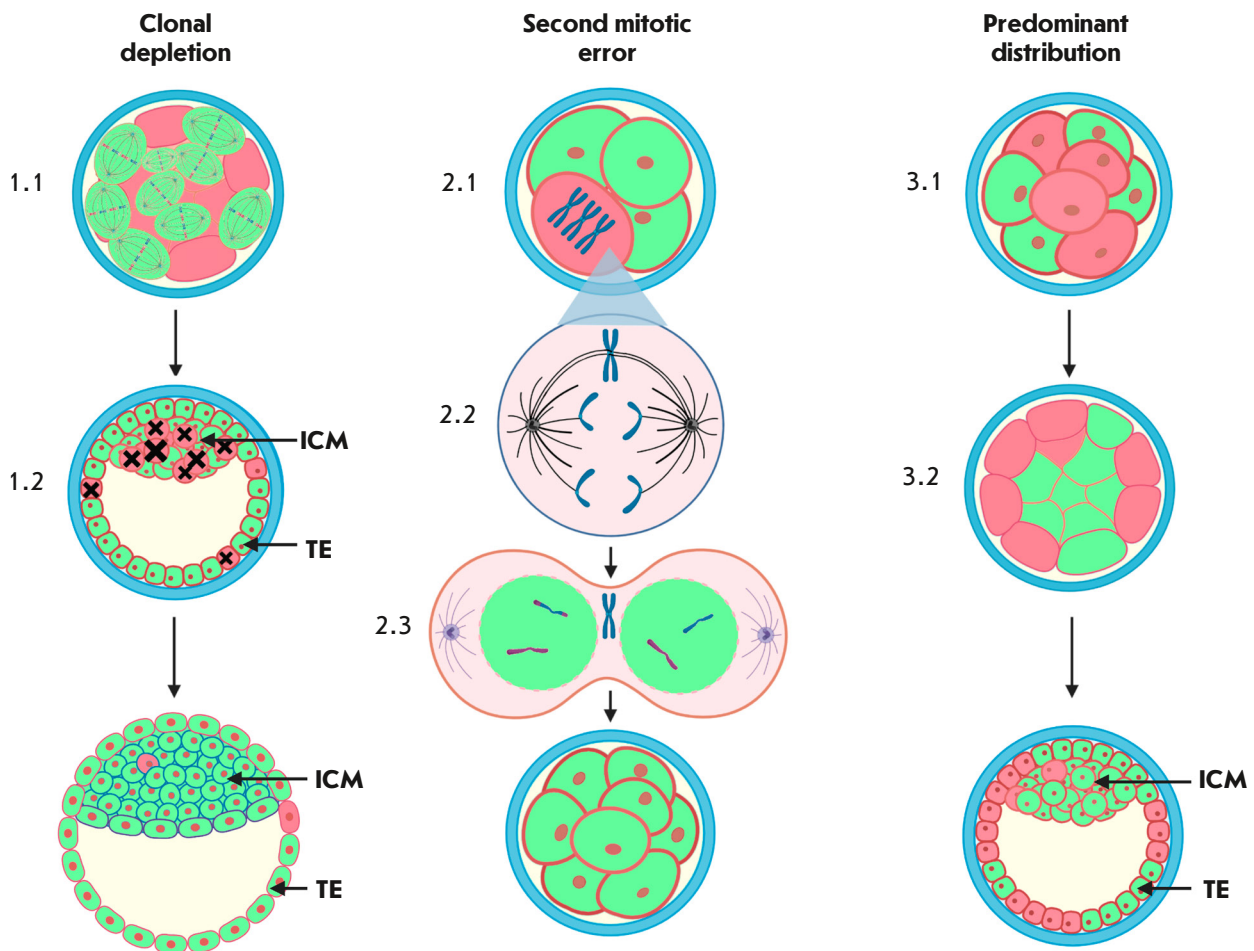 Clonal
depletion
Second mitotic
error
Predominant
distribution
1.1
2.1
3.1
ICM
1.2
TE
2.2
3.2
2.3
ICM
TE
ICM
TE